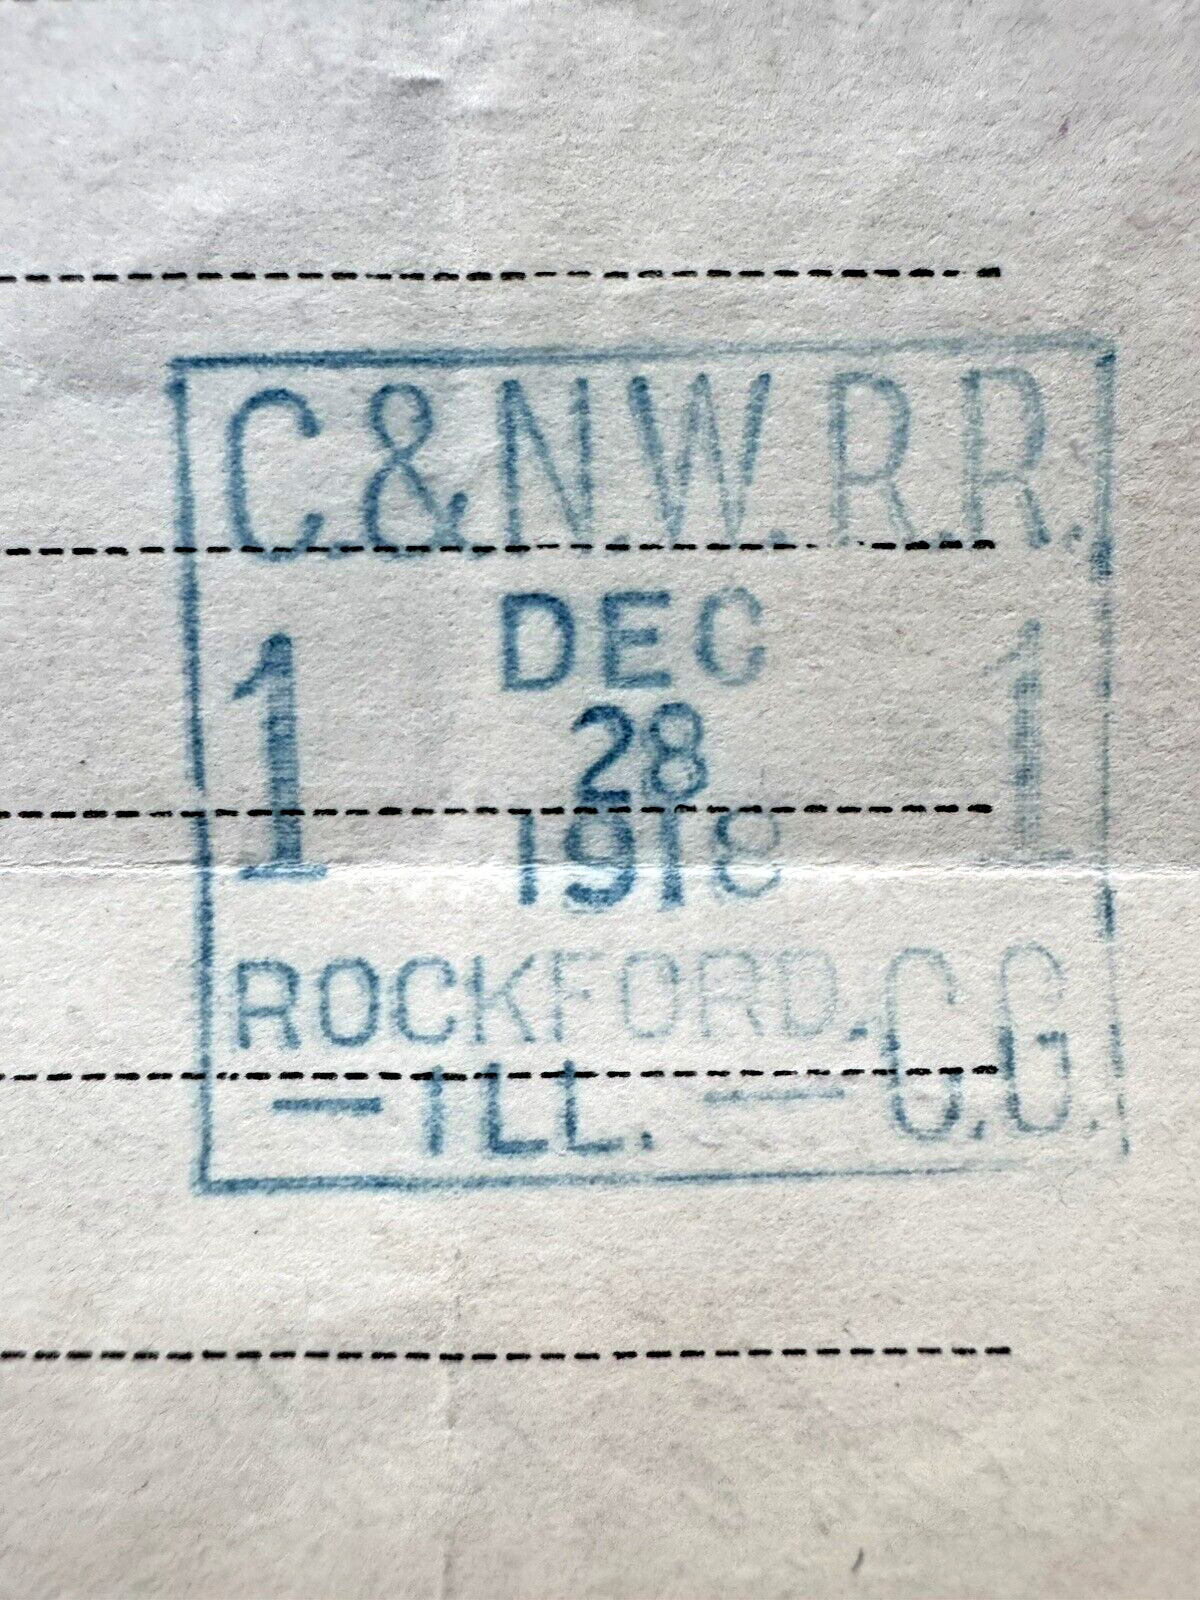 C.&N.W.R.R.
DEC
1 28 1
1918
ROCKFORD. C.G.
— ILL. —